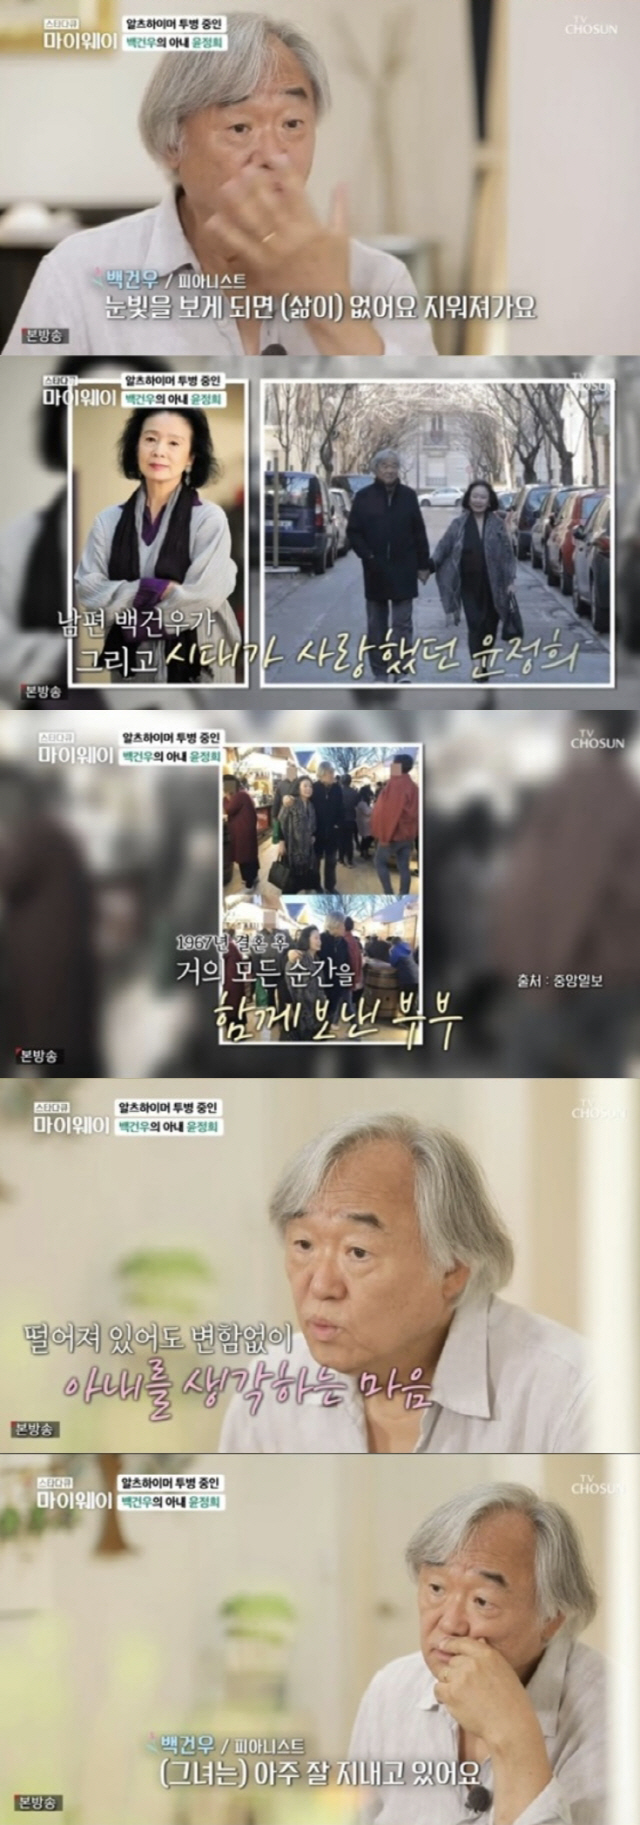 스타다큐
마이웨이
알츠하이머 투병 중인
백건우의 아내 윤정희
TV
CHOSUN
백건우 / 피아니스트
눈빛을 보게 되면 (삶이) 없어요 지워져가요
본방송
스타다큐
마이웨이
알츠하이머 투병 중인
백건우의 아내 윤정희
TV
CHOSUN
남편 백건우가
그리고 시대가 사랑했던 윤정희
본방송
스타다큐
마이웨이
알츠하이머 투병 중인
백건우의 아내 윤정희
TV
CHOSUN
1967년 결혼 후
거의 모든 순간을
함께 보낸 부부
출처 : 중앙일보
본방송
스타다큐
마이웨이
알츠하이머 투병 중인
백건우의 아내 윤정희
TV
CHOSUN
떨어져 있어도 변함없이
아내를 생각하는 마음
본방송
스타다큐
마이웨이
알츠하이머 투병 중인
백건우의 아내 윤정희
TV
CHOSUN
백건우 / 피아니스트
(그녀는) 아주 잘 지내고 있어요
본방송